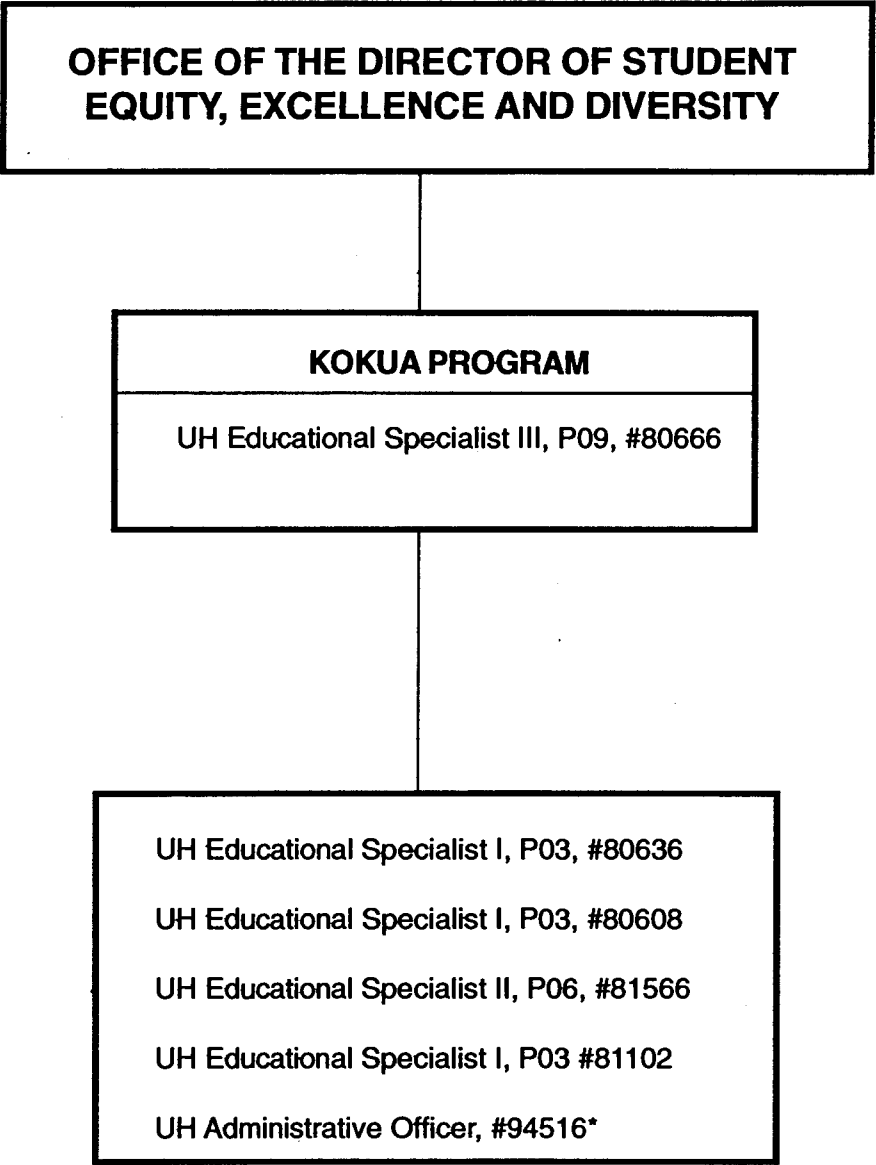 OFFICE OF THE DIRECTOR OF STUDENT
EQUITY, EXCELLENCE AND DIVERSITY
KOKUA PROGRAM
UH Educational Specialist III, P09, #80666
UH Educational Specialist I, P03, #80636
UH Educational Specialist I, P03, #80608
UH Educational Specialist II, P06, #81566
UH Educational Specialist I, P03 #81102
UH Administrative Officer, #94516*